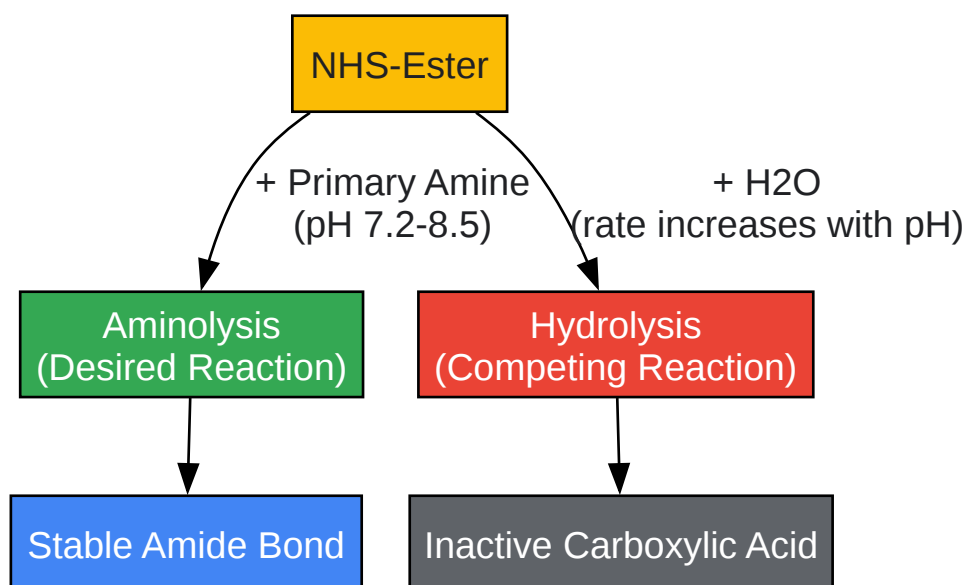 NHS-Ester
+ Primary Amine
(pH 7.2-8.5)
+ H2O
(rate increases with pH)
Aminolysis
(Desired Reaction)
Hydrolysis
(Competing Reaction)
Stable Amide Bond
Inactive Carboxylic Acid